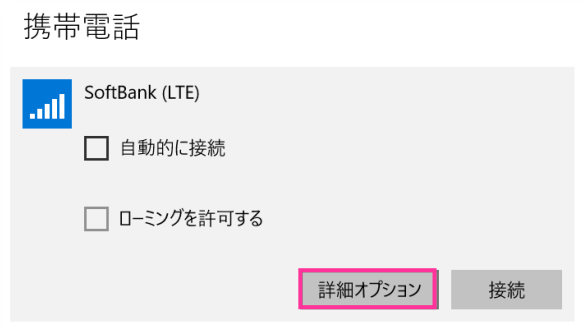 携帯電話
SoftBank (LTE)
自動的に接続
ローミングを許可する
詳細オプション
接続